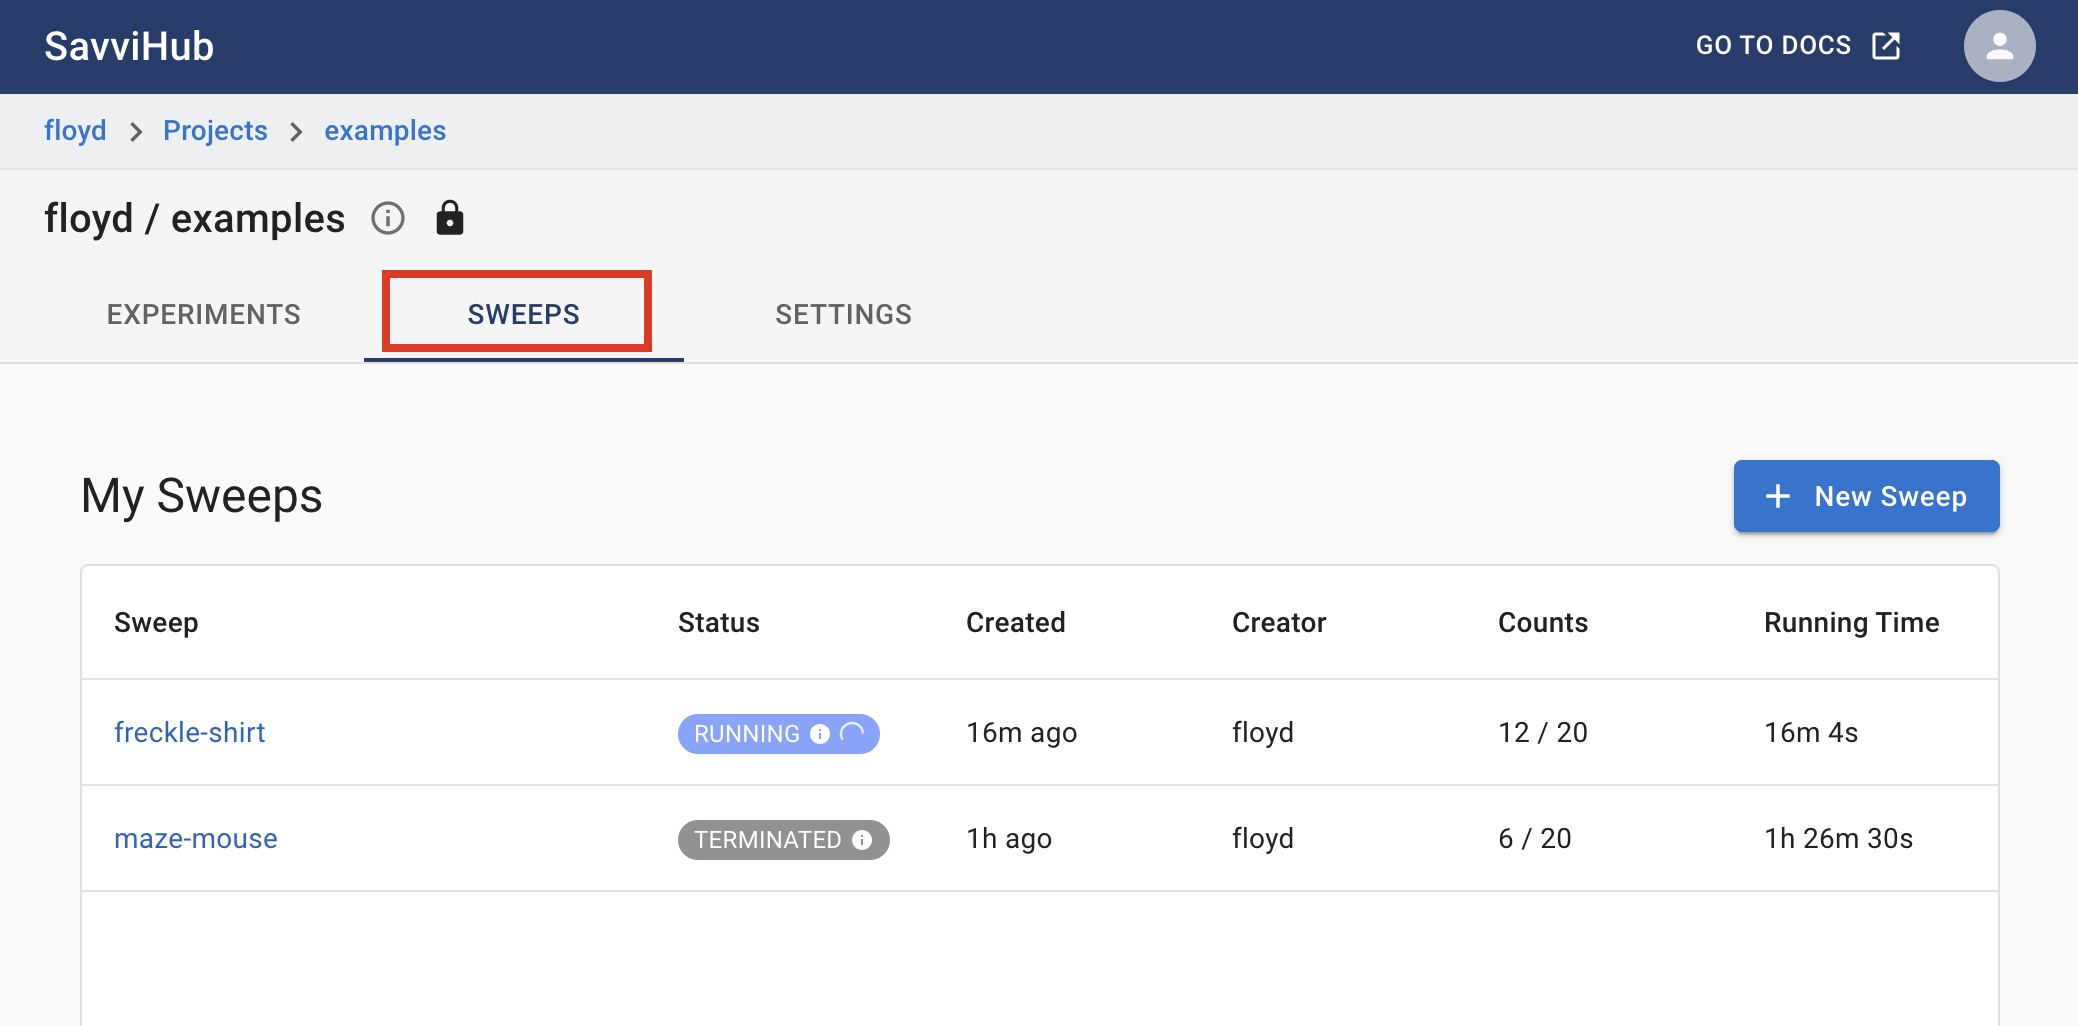 SavviHub GO TO DOCS
floyd > Projects > examples
floyd / examples
EXPERIMENTS SWEEPS SETTINGS
My Sweeps + New Sweep
Sweep Status Created Creator Counts Running Time
freckle-shirt RUNNING 16m ago floyd 12 / 20 16m 4s
maze-mouse TERMINATED 1h ago floyd 6 / 20 1h 26m 30s